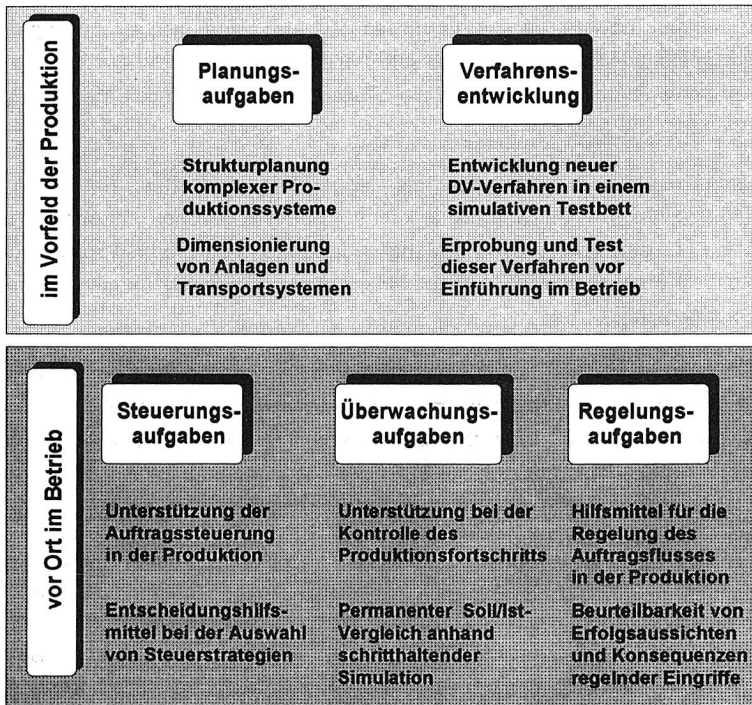 im Vorfeld der Produktion
Planungs-
aufgaben
Strukturplanung
komplexer Pro-
duktionssysteme
Dimensionierung
von Anlagen und
Transportsystemen
Verfahrens-
entwicklung
Entwicklung neuer
DV-Verfahren in einem
simulativen Testbett
Erprobung und Test
dieser Verfahren vor
Einführung im Betrieb
vor Ort im Betrieb
Steuerungs-
aufgaben
Unterstützung der
Auftragssteuerung
in der Produktion
Entscheidungshilfs-
mittel bei der Auswahl
von Steuerstrategien
Überwachungs-
aufgaben
Unterstützung bei der
Kontrolle des
Produktionsfortschritts
Permanenter Soll/Ist-
Vergleich anhand
schritthaltender
Simulation
Regelungs-
aufgaben
Hilfsmittel für die
Regelung des
Auftragsflusses
in der Produktion
Beurteilbarkeit von
Erfolgsaussichten
und Konsequenzen
regelnder Eingriffe